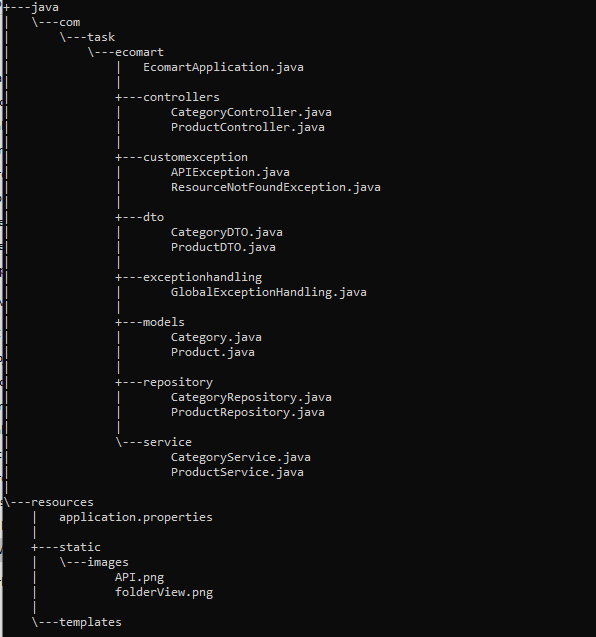 +---java
|   \---com
|       \---task
|           \---ecomart
|               |   EcomartApplication.java
|               |
|               +---controllers
|               |       CategoryController.java
|               |       ProductController.java
|               |
|               +---customexception
|               |       APIException.java
|               |       ResourceNotFoundException.java
|               |
|               +---dto
|               |       CategoryDTO.java
|               |       ProductDTO.java
|               |
|               +---exceptionhandling
|               |       GlobalExceptionHandling.java
|               |
|               +---models
|               |       Category.java
|               |       Product.java
|               |
|               +---repository
|               |       CategoryRepository.java
|               |       ProductRepository.java
|               |
|               \---service
|                       CategoryService.java
|                       ProductService.java
|
\---resources
    |   application.properties
    |
    +---static
    |   \---images
    |           API.png
    |           folderView.png
    |
    \---templates